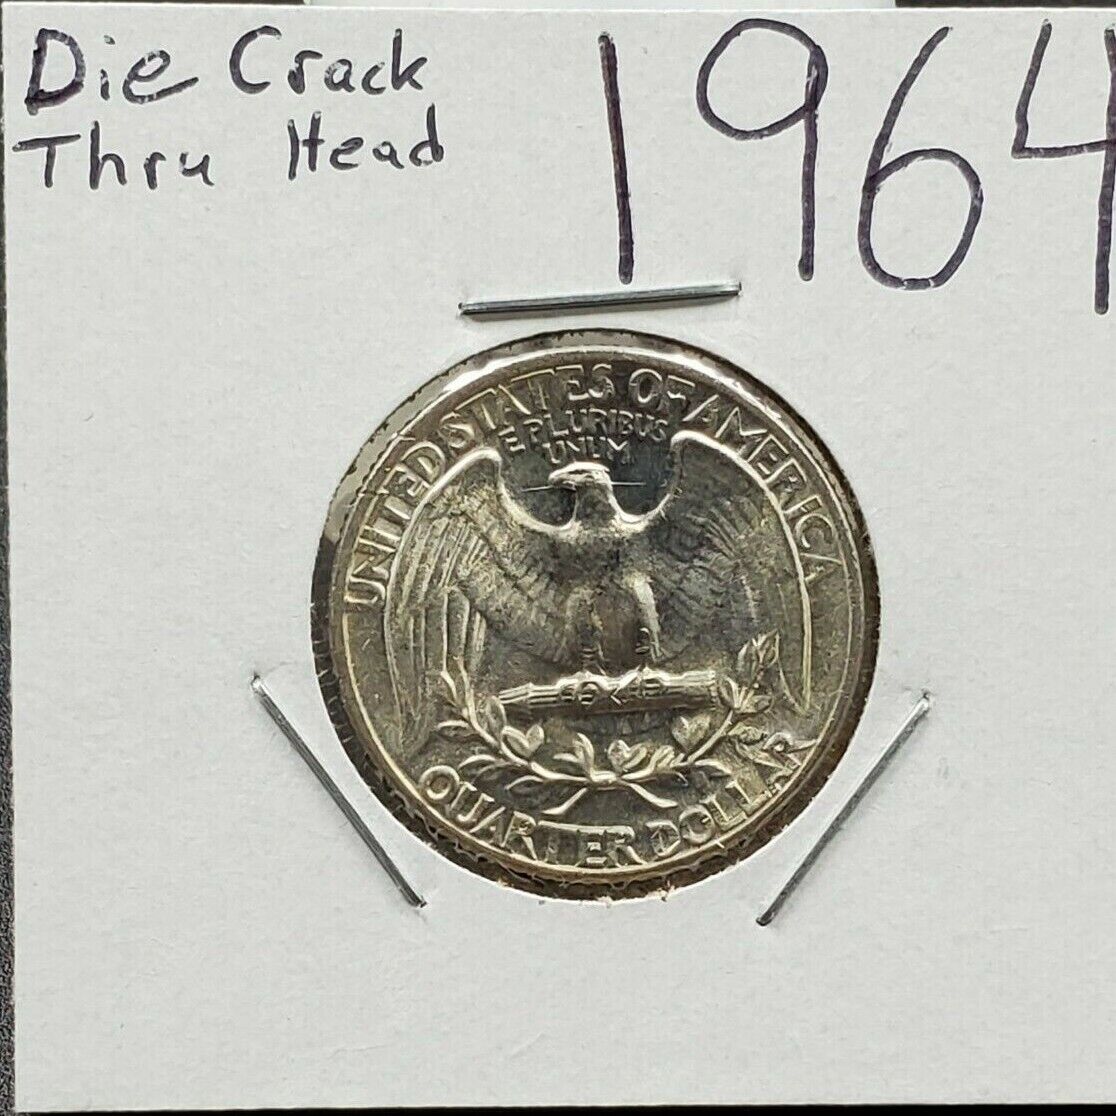 Die Crack
Thru Head
1964
UNITED STATES OF AMERICA
E PLURIBUS
UNUM
QUARTER DOLLAR